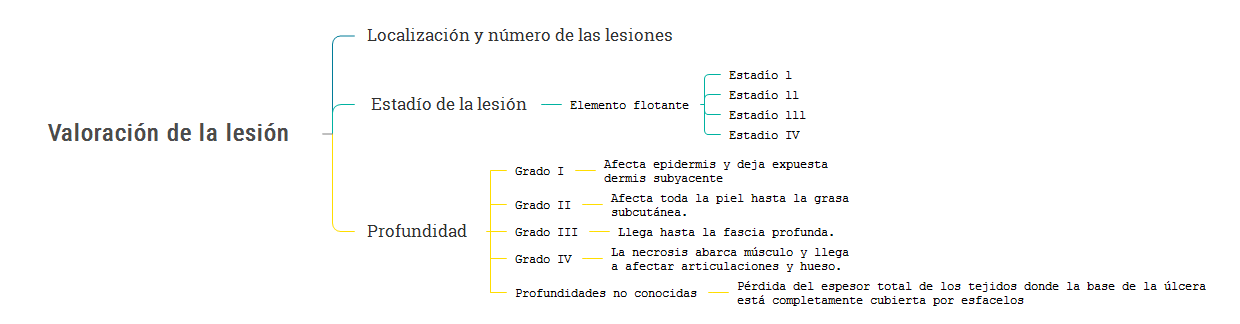 Valoración de la lesión
Localización y número de las lesiones
Estadío de la lesión
Elemento flotante
Estadío l
Estadío ll
Estadío lll
Estadio IV
Profundidad
Grado I
Afecta epidermis y deja expuesta
dermis subyacente
Grado II
Afecta toda la piel hasta la grasa
subcutánea.
Grado III
Llega hasta la fascia profunda.
Grado IV
La necrosis abarca músculo y llega
a afectar articulaciones y hueso.
Profundidades no conocidas
Pérdida del espesor total de los tejidos donde la base de la úlcera
está completamente cubierta por esfacelos